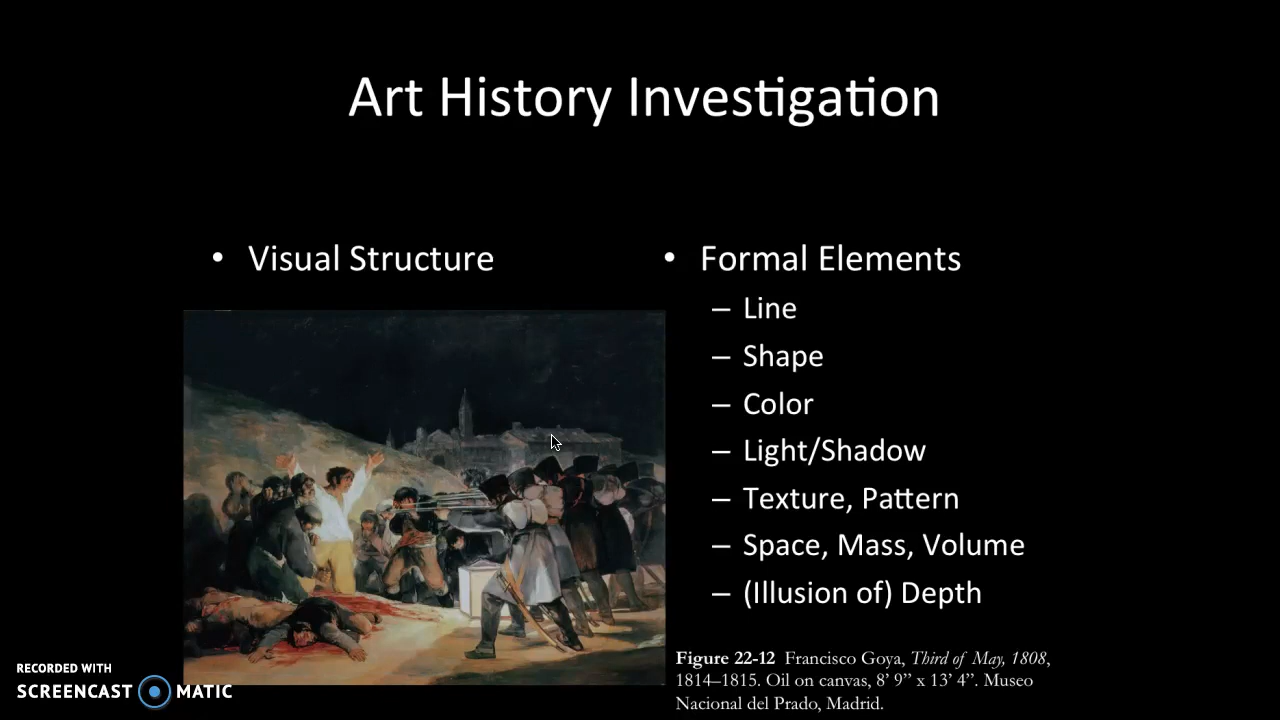 Art History Investigation
• Visual Structure
• Formal Elements
– Line
– Shape
– Color
– Light/Shadow
– Texture, Pattern
– Space, Mass, Volume
– (Illusion of) Depth
Figure 22-12 Francisco Goya, Third of May, 1808,
1814–1815. Oil on canvas, 8’ 9” x 13’ 4”. Museo
Nacional del Prado, Madrid.
RECORDED WITH
SCREENCAST MATIC